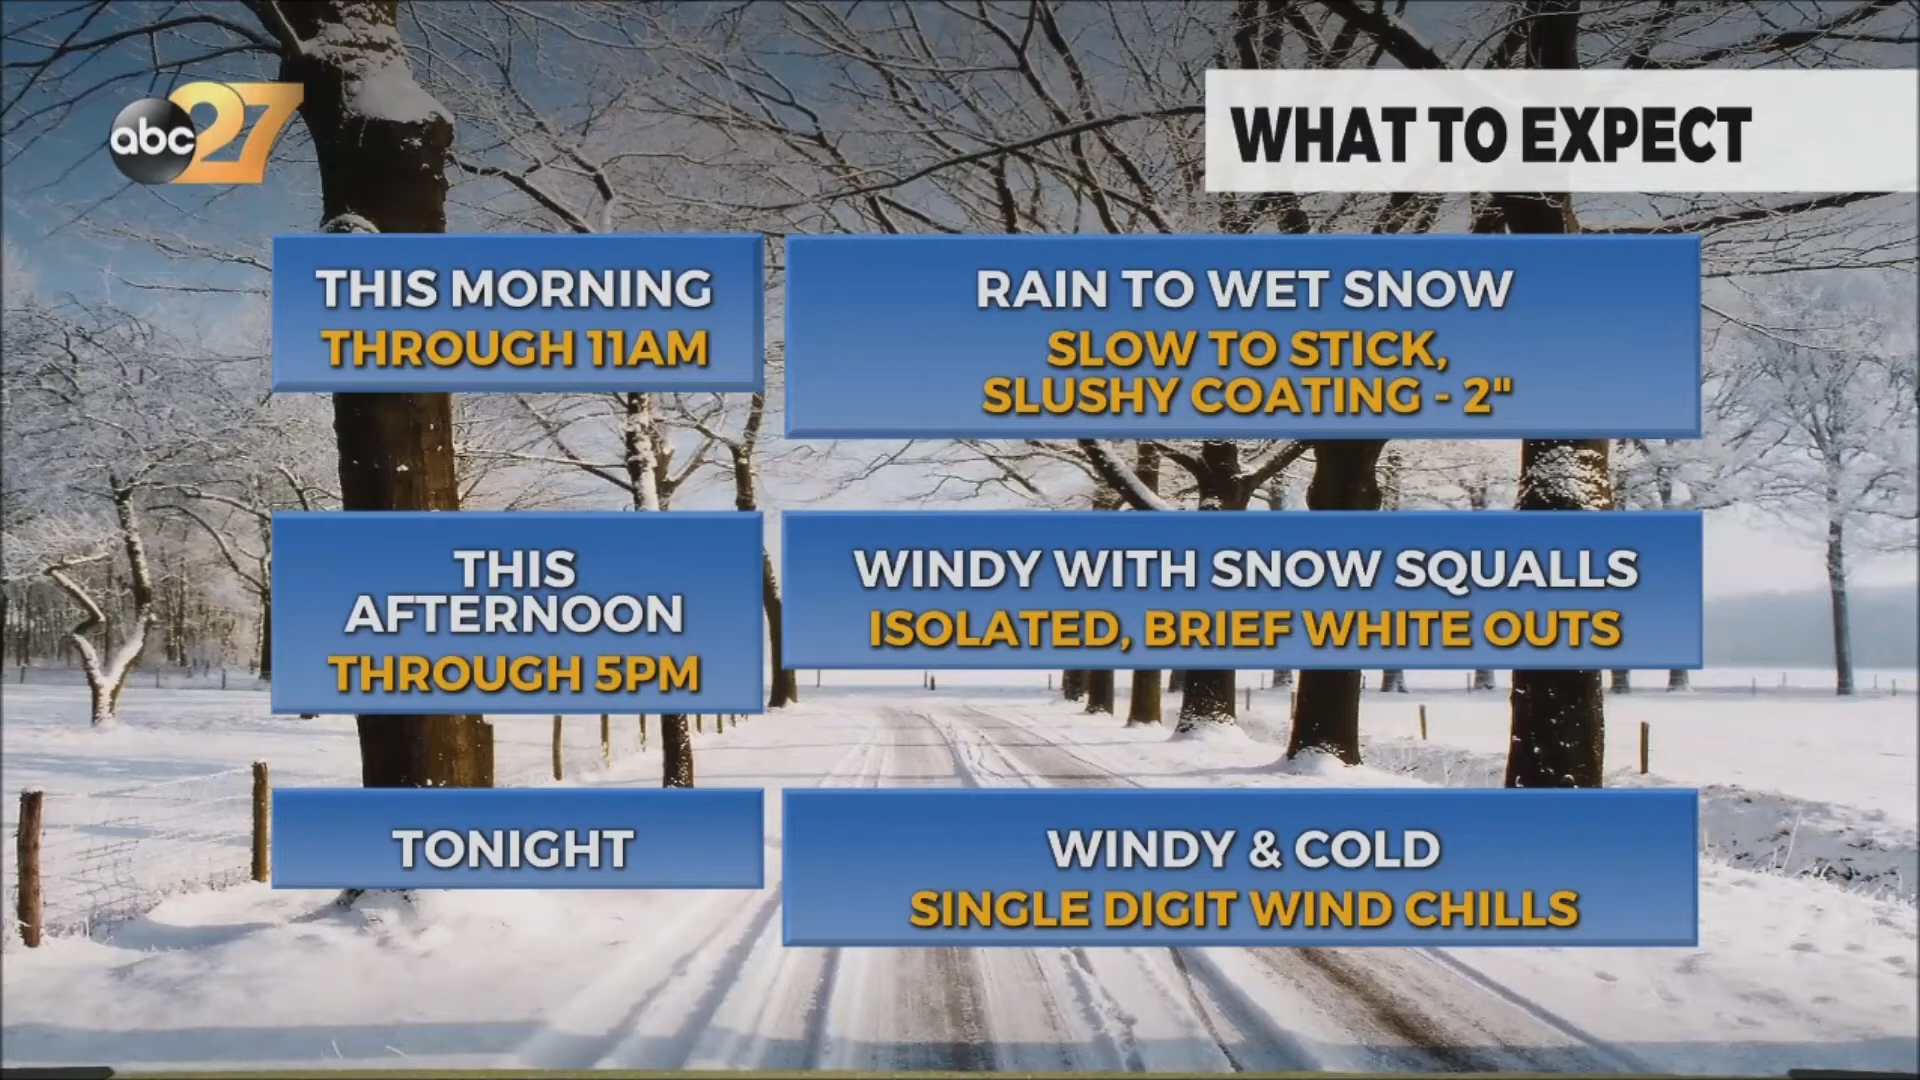 abc27
WHAT TO EXPECT
THIS MORNING
THROUGH 11AM
RAIN TO WET SNOW
SLOW TO STICK,
SLUSHY COATING - 2"
THIS
AFTERNOON
THROUGH 5PM
WINDY WITH SNOW SQUALLS
ISOLATED, BRIEF WHITE OUTS
TONIGHT
WINDY & COLD
SINGLE DIGIT WIND CHILLS